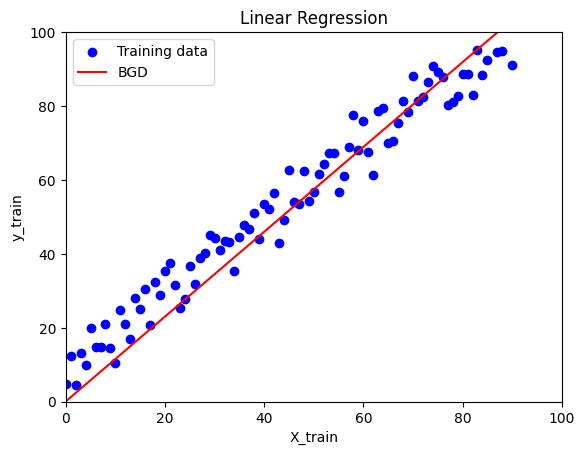 Linear Regression
Training data
BGD
100
80
60
40
20
0
y_train
0 20 40 60 80 100
X_train